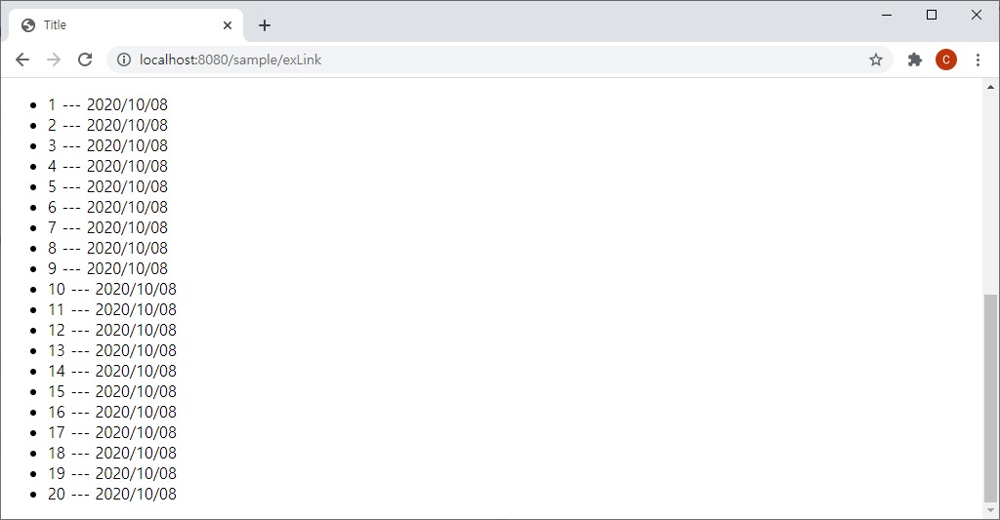 Title
localhost:8080/sample/exLink
C
1 --- 2020/10/08
2 --- 2020/10/08
3 --- 2020/10/08
4 --- 2020/10/08
5 --- 2020/10/08
6 --- 2020/10/08
7 --- 2020/10/08
8 --- 2020/10/08
9 --- 2020/10/08
10 --- 2020/10/08
11 --- 2020/10/08
12 --- 2020/10/08
13 --- 2020/10/08
14 --- 2020/10/08
15 --- 2020/10/08
16 --- 2020/10/08
17 --- 2020/10/08
18 --- 2020/10/08
19 --- 2020/10/08
20 --- 2020/10/08